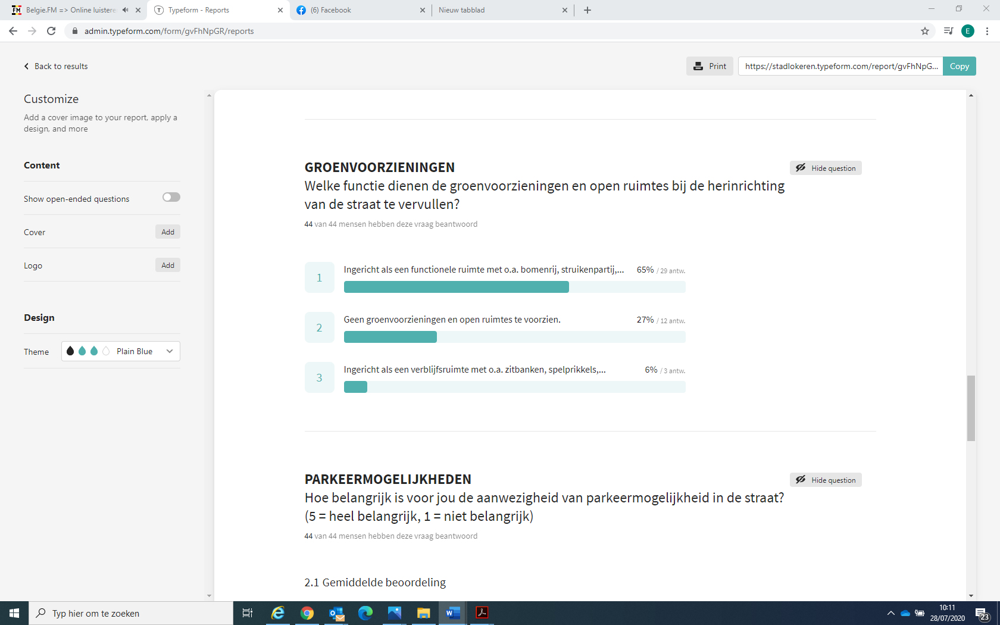 FM Belgie.FM => Online luistere
T Typeform - Reports
(6) Facebook
Nieuw tabblad
admin.typeform.com/form/gvFhNpGR/reports
E
Back to results
Print
https://stadlokeren.typeform.com/report/gvFhNpG...
Copy
Customize
Add a cover image to your report, apply a
design, and more
Content
Show open-ended questions
Cover
Add
Logo
Add
Design
Theme
Plain Blue
GROENVOORZIENINGEN
Hide question
Welke functie dienen de groenvoorzieningen en open ruimtes bij de herinrichting
van de straat te vervullen?
44 van 44 mensen hebben deze vraag beantwoord
1
Ingericht als een functionele ruimte met o.a. bomenrij, struikenpartij,...
65% / 29 antw.
2
Geen groenvoorzieningen en open ruimtes te voorzien.
27% / 12 antw.
3
Ingericht als een verblijfsruimte met o.a. zitbanken, spelprikkels,...
6% / 3 antw.
PARKEERMOGELIJKHEDEN
Hide question
Hoe belangrijk is voor jou de aanwezigheid van parkeermogelijkheid in de straat?
(5 = heel belangrijk, 1 = niet belangrijk)
44 van 44 mensen hebben deze vraag beantwoord
2.1 Gemiddelde beoordeling
Typ hier om te zoeken
10:11
28/07/2020
23